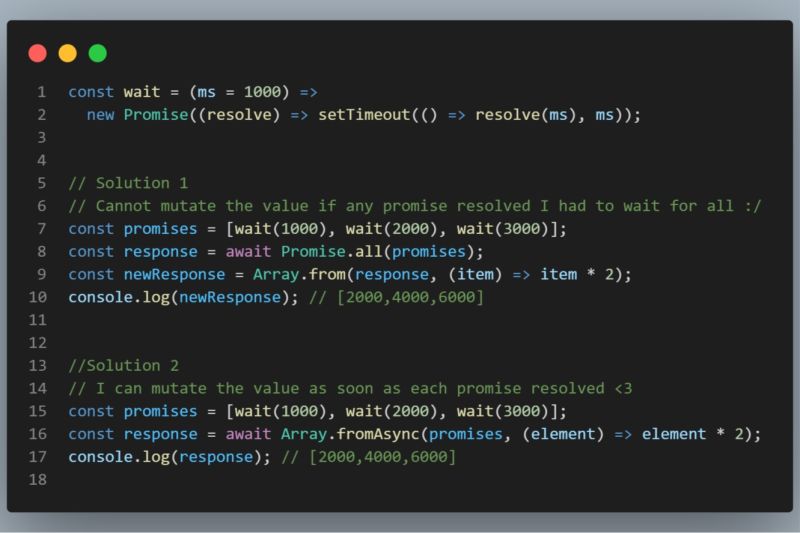 1 const wait = (ms = 1000) =>
2 new Promise((resolve) => setTimeout(() => resolve(ms), ms));
3
4
5 // Solution 1
6 // Cannot mutate the value if any promise resolved I had to wait for all :/
7 const promises = [wait(1000), wait(2000), wait(3000)];
8 const response = await Promise.all(promises);
9 const newResponse = Array.from(response, (item) => item * 2);
10 console.log(newResponse); // [2000,4000,6000]
11
12
13 //Solution 2
14 // I can mutate the value as soon as each promise resolved <3
15 const promises = [wait(1000), wait(2000), wait(3000)];
16 const response = await Array.fromAsync(promises, (element) => element * 2);
17 console.log(response); // [2000,4000,6000]
18